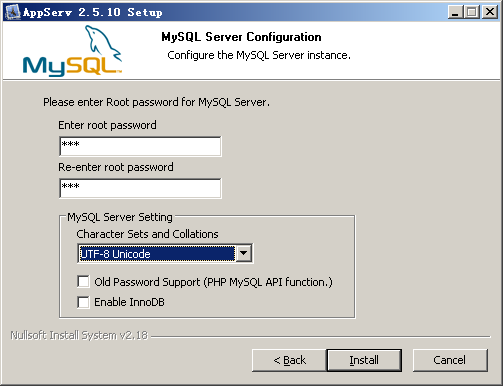 AppServ 2.5.10 Setup
MySQL Server Configuration
Configure the MySQL Server instance.
MySQL
Please enter Root password for MySQL Server.
Enter root password
***
Re-enter root password
***
MySQL Server Setting
Character Sets and Collations
UTF-8 Unicode
Old Password Support (PHP MySQL API function.)
Enable InnoDB
Nullsoft Install System v2.18
< Back Install Cancel